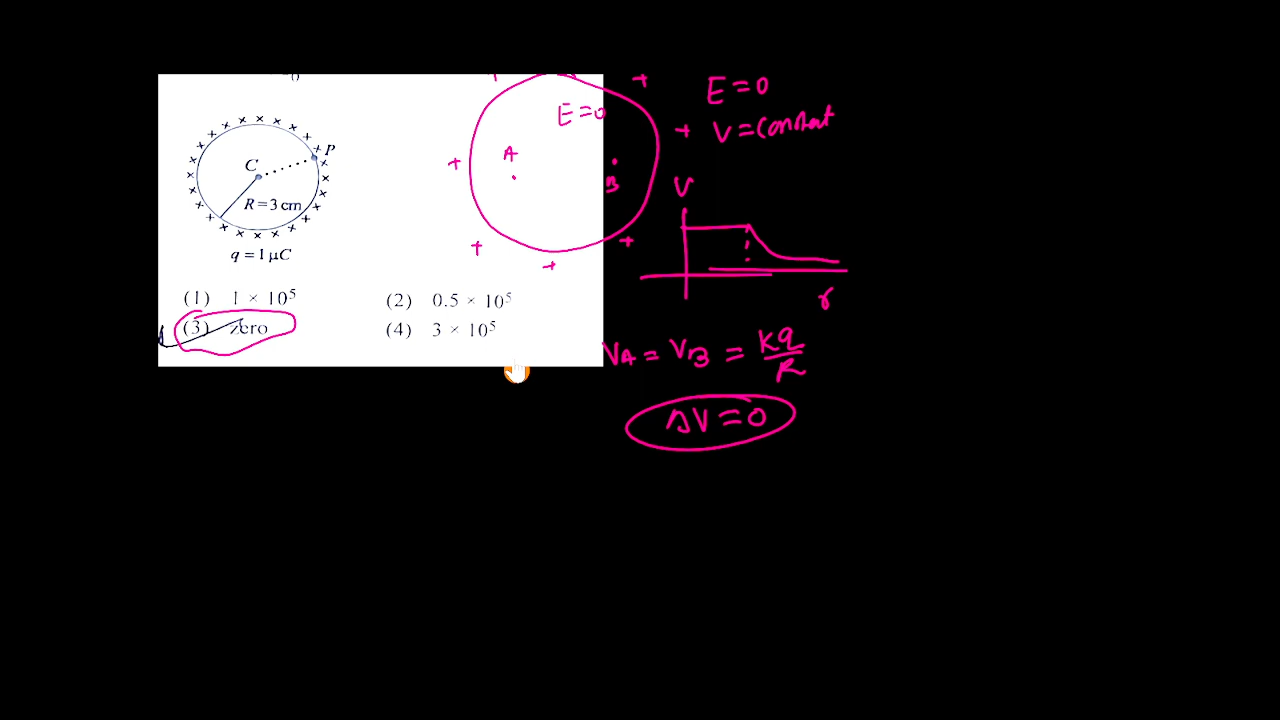 C
P
R = 3 cm
q = 1 μC
(1) 1 × 10⁵
(2) 0.5 × 10⁵
(3) zero
(4) 3 × 10⁵
E = 0
A
B
E = 0
V = Constant
V
r
VA = VB = Kq/R
ΔV = 0